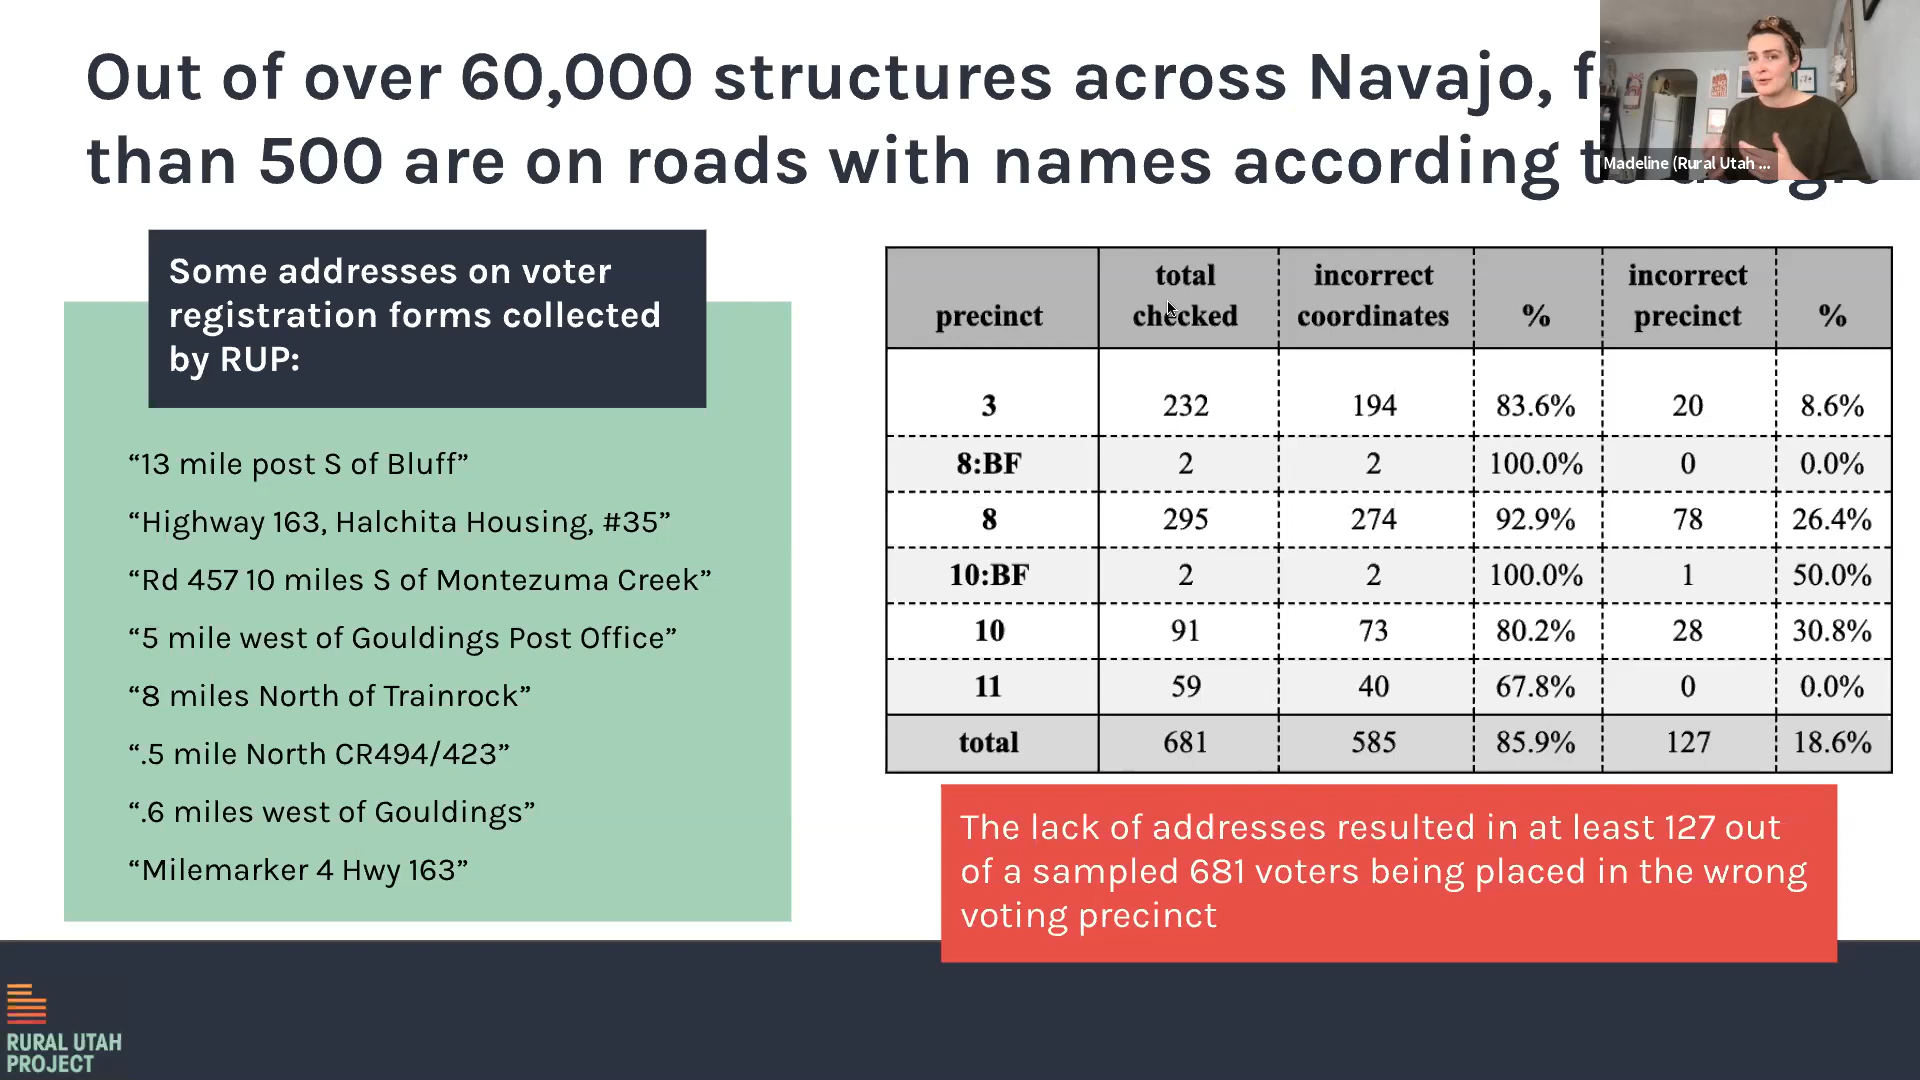 Out of over 60,000 structures across Navajo,
than 500 are on roads with names according
Madeline (Rural Utah ...
Some addresses on voter
registration forms collected
by RUP:
“13 mile post S of Bluff”
“Highway 163, Halchita Housing, #35”
“Rd 457 10 miles S of Montezuma Creek”
“5 mile west of Gouldings Post Office”
“8 miles North of Trainrock”
“.5 mile North CR494/423”
“.6 miles west of Gouldings”
“Milemarker 4 Hwy 163”
precinct total checked incorrect coordinates % incorrect precinct %
3 232 194 83.6% 20 8.6%
8:BF 2 2 100.0% 0 0.0%
8 295 274 92.9% 78 26.4%
10:BF 2 2 100.0% 1 50.0%
10 91 73 80.2% 28 30.8%
11 59 40 67.8% 0 0.0%
total 681 585 85.9% 127 18.6%
The lack of addresses resulted in at least 127 out
of a sampled 681 voters being placed in the wrong
voting precinct
RURAL UTAH
PROJECT